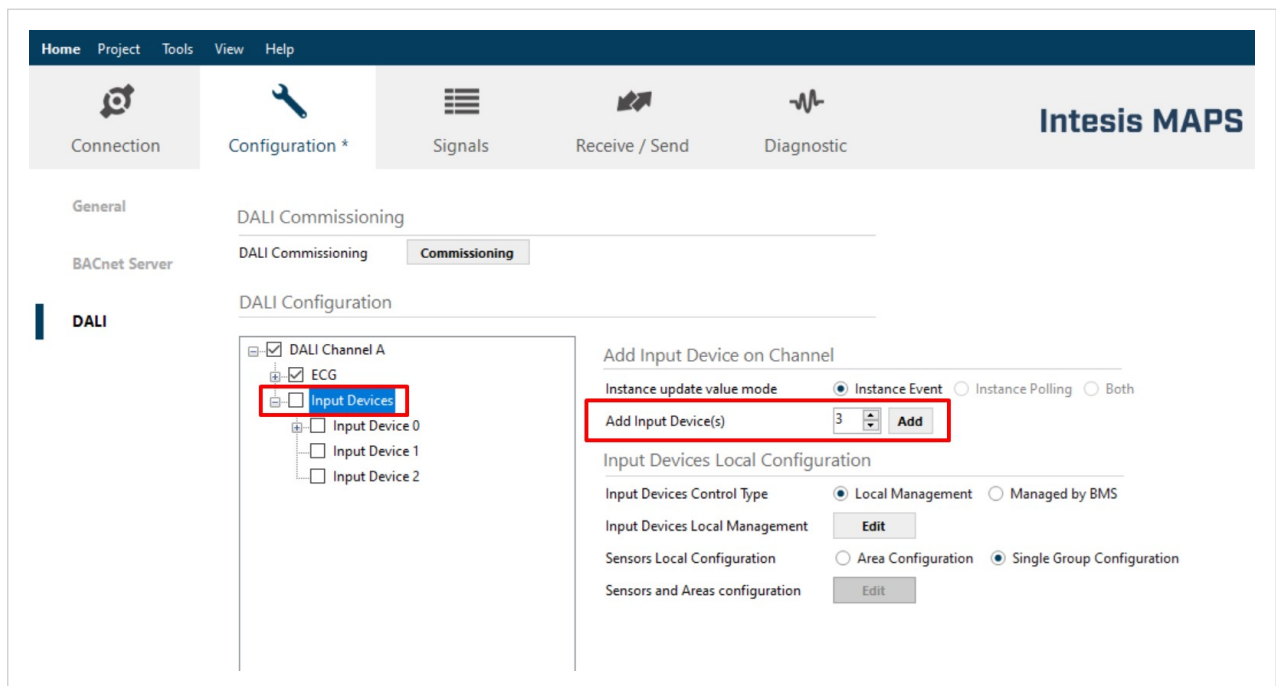 Home Project Tools View Help
Connection
Configuration *
Signals
Receive / Send
Diagnostic
Intesis MAPS
General
BACnet Server
DALI
DALI Commissioning
DALI Commissioning Commissioning
DALI Configuration
DALI Channel A
ECG
Input Devices
Input Device 0
Input Device 1
Input Device 2
Add Input Device on Channel
Instance update value mode Instance Event Instance Polling Both
Add Input Device(s) 3 Add
Input Devices Local Configuration
Input Devices Control Type Local Management Managed by BMS
Input Devices Local Management Edit
Sensors Local Configuration Area Configuration Single Group Configuration
Sensors and Areas configuration Edit